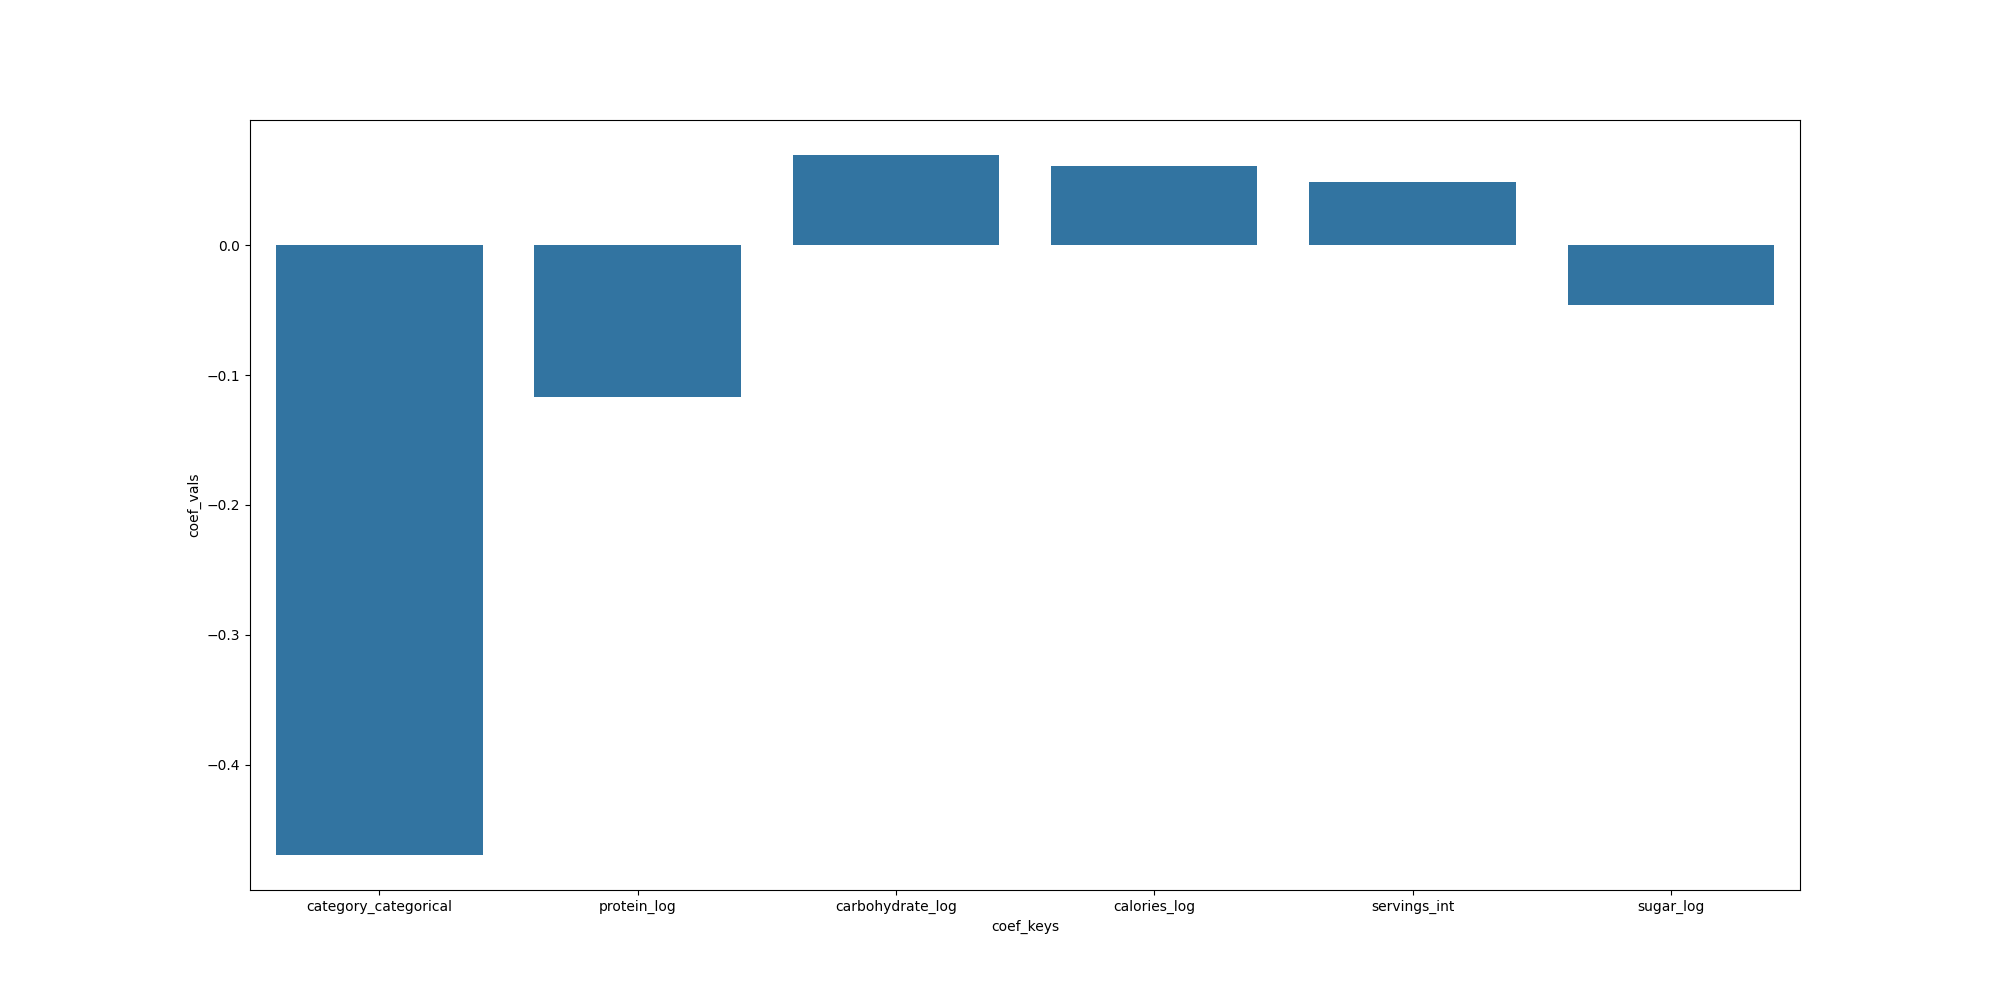 0.0
−0.1
−0.2
−0.3
−0.4
coef_vals
category_categorical
protein_log
carbohydrate_log
calories_log
servings_int
sugar_log
coef_keys